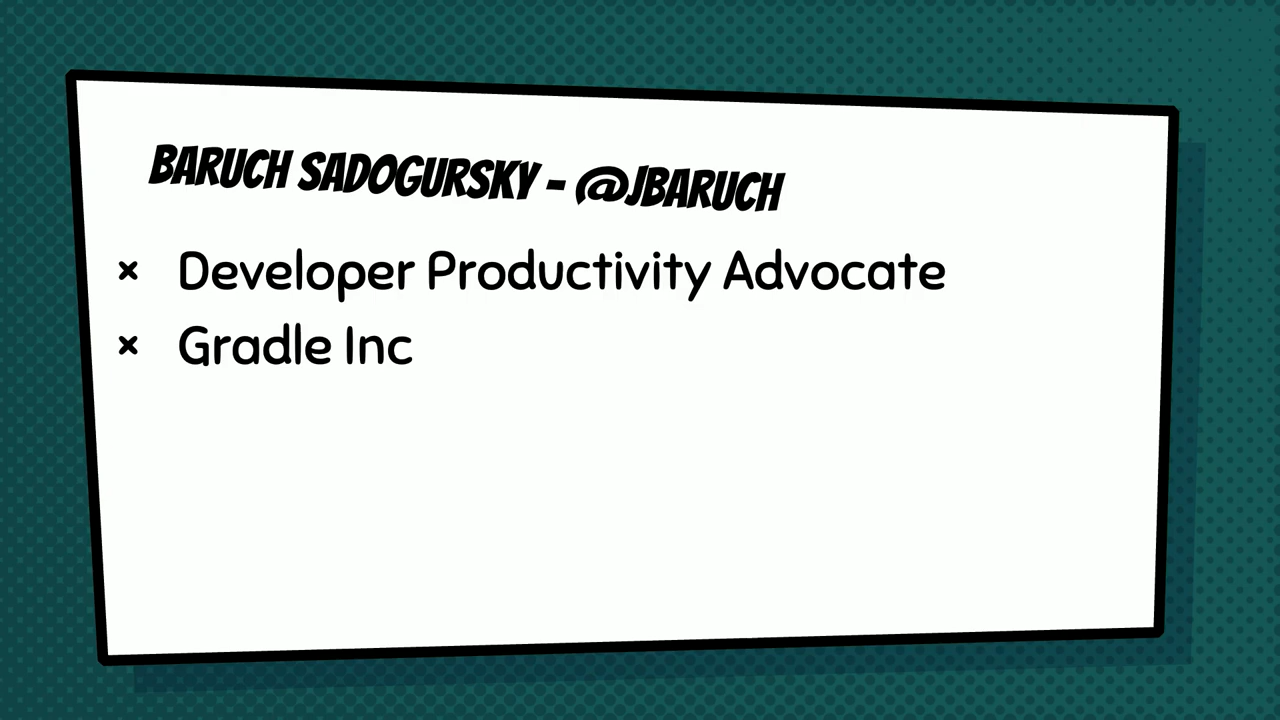 BARUCH SADOGURSKY - @JBARUCH
× Developer Productivity Advocate
× Gradle Inc